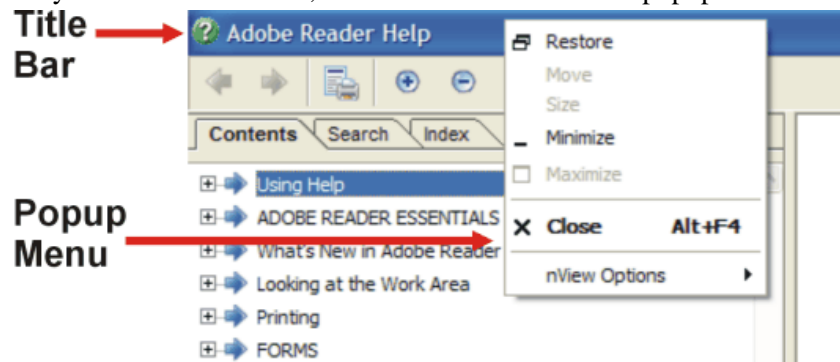 Title
Bar
Adobe Reader Help
Restore
Move
Size
Minimize
Maximize
Close Alt+F4
nView Options
Contents Search Index
Using Help
ADOBE READER ESSENTIALS
What's New in Adobe Reader
Looking at the Work Area
Printing
FORMS
Popup
Menu